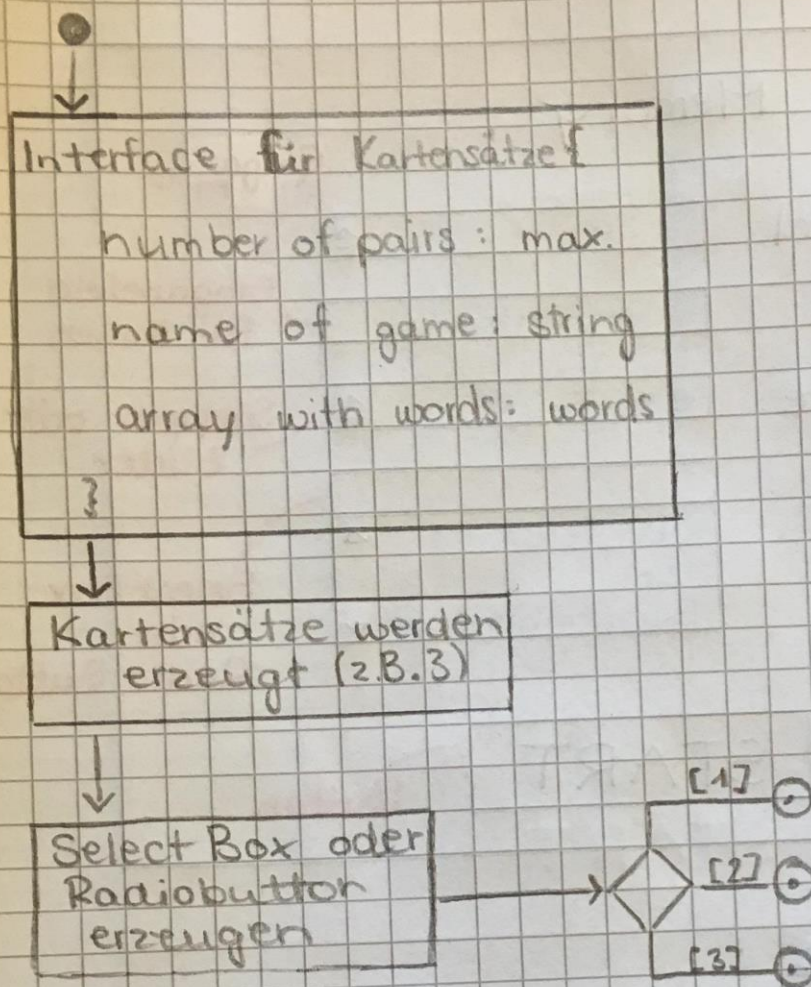 Interface für Kartensätze{
number of pairs: max.
name of game: string
array with words: words
}
Kartensätze werden
erzeugt (z.B. 3)
Select Box oder
Radiobutton
erzeugen
[1]
[2]
[3]